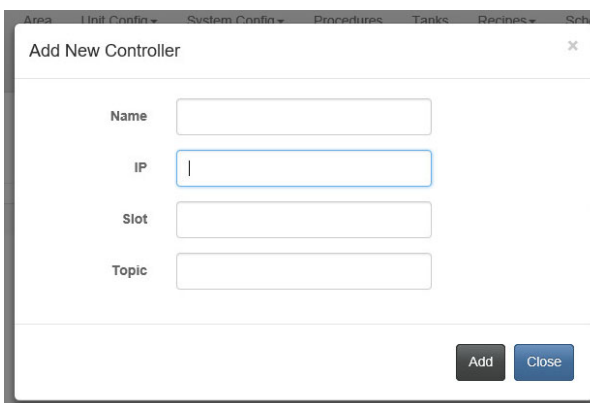 Area Unit Config System Config Procedures Tanks Recipes
Add New Controller ×
Name
IP
Slot
Topic
Add Close